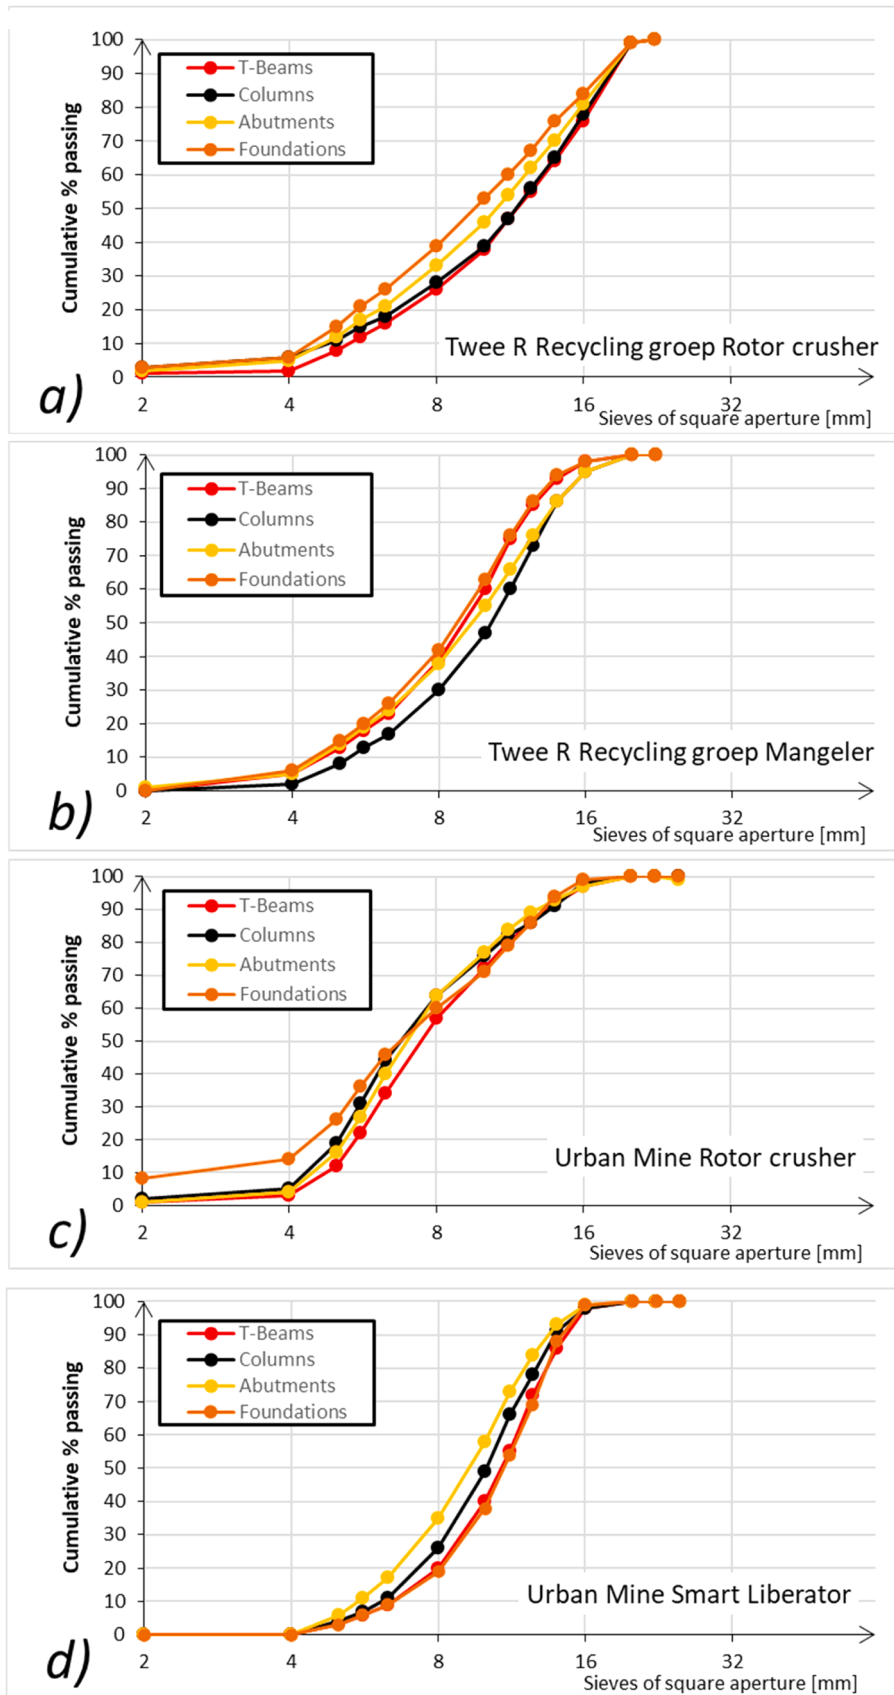 100
90
80
70
60
50
40
30
20
10
0
Cumulative % passing
T-Beams
Columns
Abutments
Foundations
Twee R Recycling groep Rotor crusher
a)
2 4 8 16 32
Sieves of square aperture [mm]
100
90
80
70
60
50
40
30
20
10
0
Cumulative % passing
T-Beams
Columns
Abutments
Foundations
Twee R Recycling groep Mangeler
b)
2 4 8 16 32
Sieves of square aperture [mm]
100
90
80
70
60
50
40
30
20
10
0
Cumulative % passing
T-Beams
Columns
Abutments
Foundations
Urban Mine Rotor crusher
c)
2 4 8 16 32
Sieves of square aperture [mm]
100
90
80
70
60
50
40
30
20
10
0
Cumulative % passing
T-Beams
Columns
Abutments
Foundations
Urban Mine Smart Liberator
d)
2 4 8 16 32
Sieves of square aperture [mm]